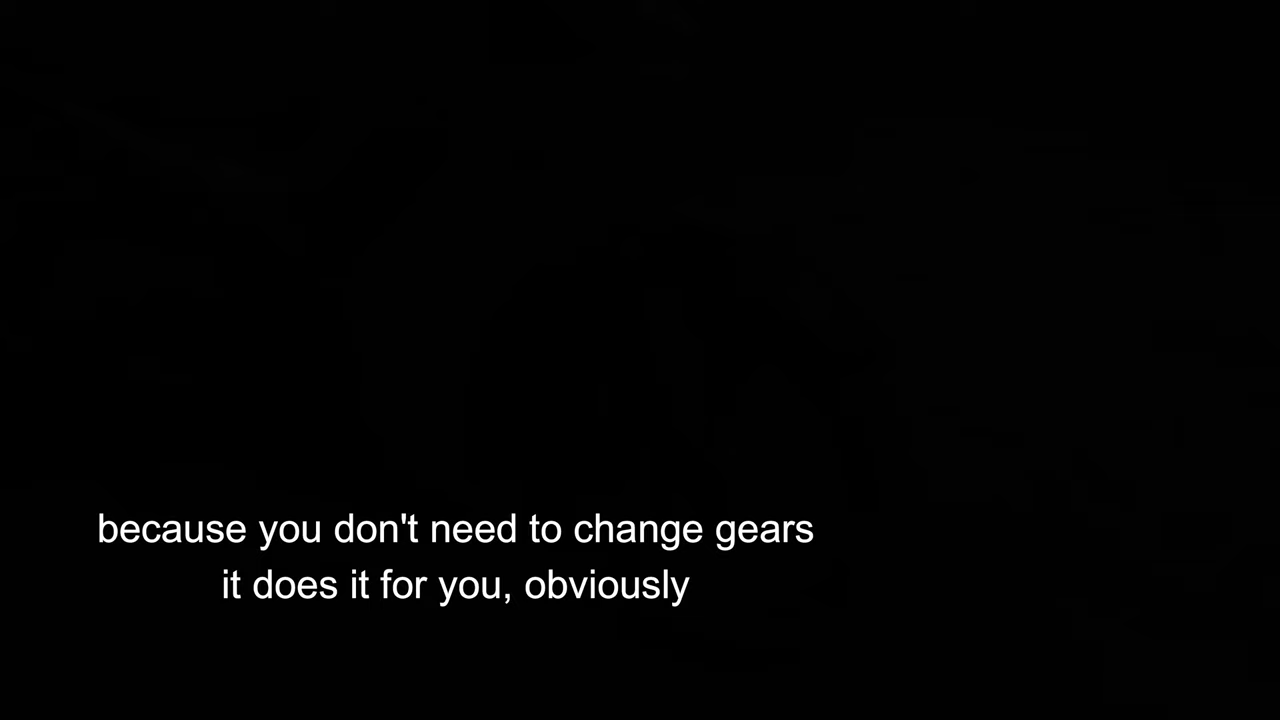 because you don't need to change gears
it does it for you, obviously